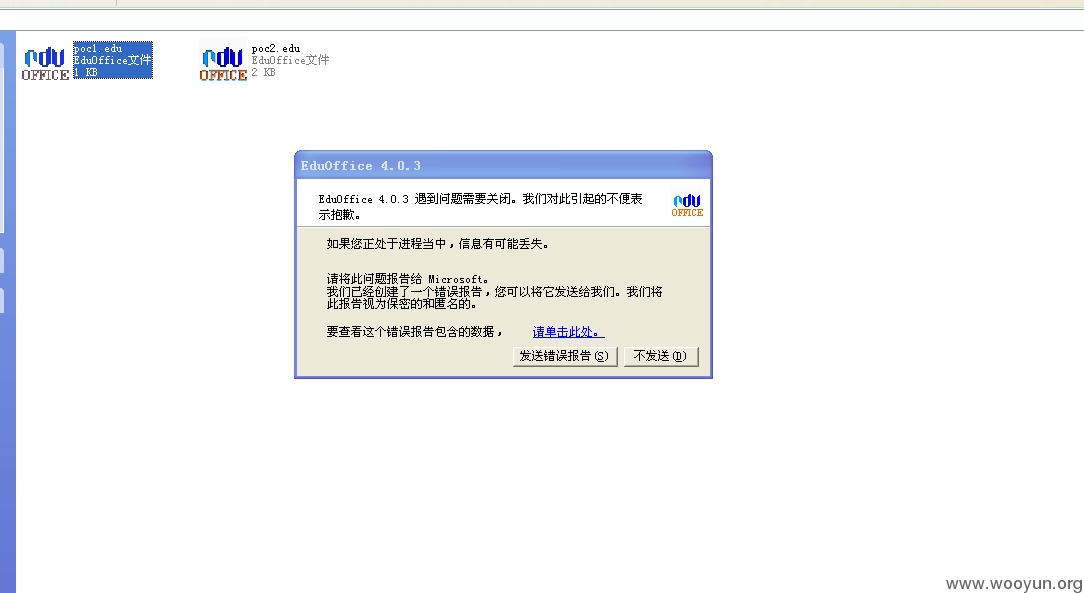 edu
OFFICE
poc1.edu
EduOffice文件
1 KB
edu
OFFICE
poc2.edu
EduOffice文件
2 KB
EduOffice 4.0.3
EduOffice 4.0.3 遇到问题需要关闭。我们对此引起的不便表
示抱歉。
edu
OFFICE
如果您正处于进程当中，信息有可能丢失。
请将此问题报告给 Microsoft。
我们已经创建了一个错误报告，您可以将它发送给我们。我们将
此报告视为保密的和匿名的。
要查看这个错误报告包含的数据， 请单击此处。
发送错误报告(S) 不发送(D)
www.wooyun.org